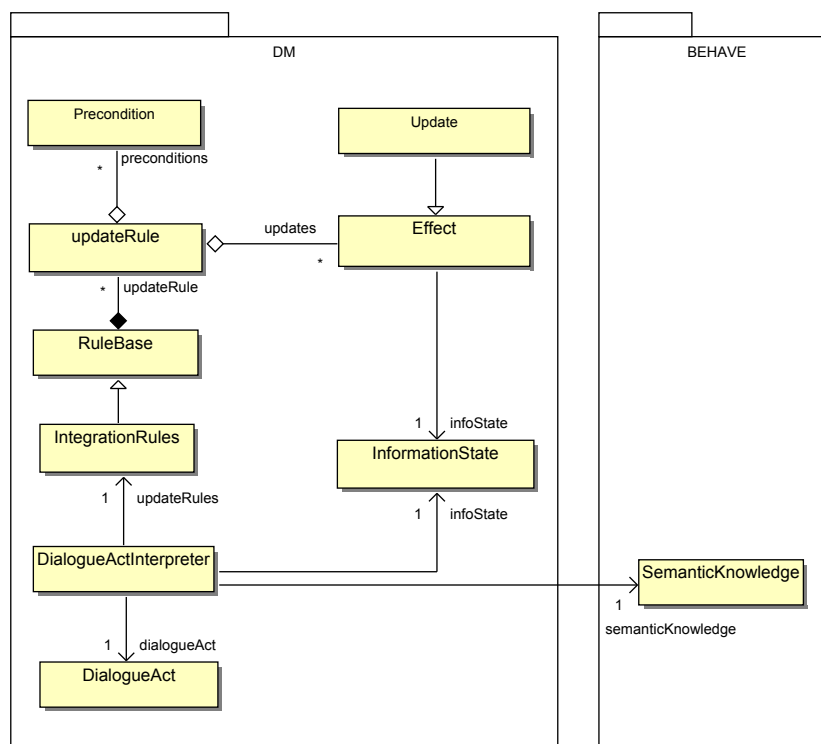 DM
BEHAVE
Precondition
Update
preconditions
*
updateRule
updates
*
Effect
*
updateRule
RuleBase
1
infoState
IntegrationRules
InformationState
1
updateRules
1
infoState
DialogueActInterpreter
SemanticKnowledge
1
semanticKnowledge
1
dialogueAct
DialogueAct